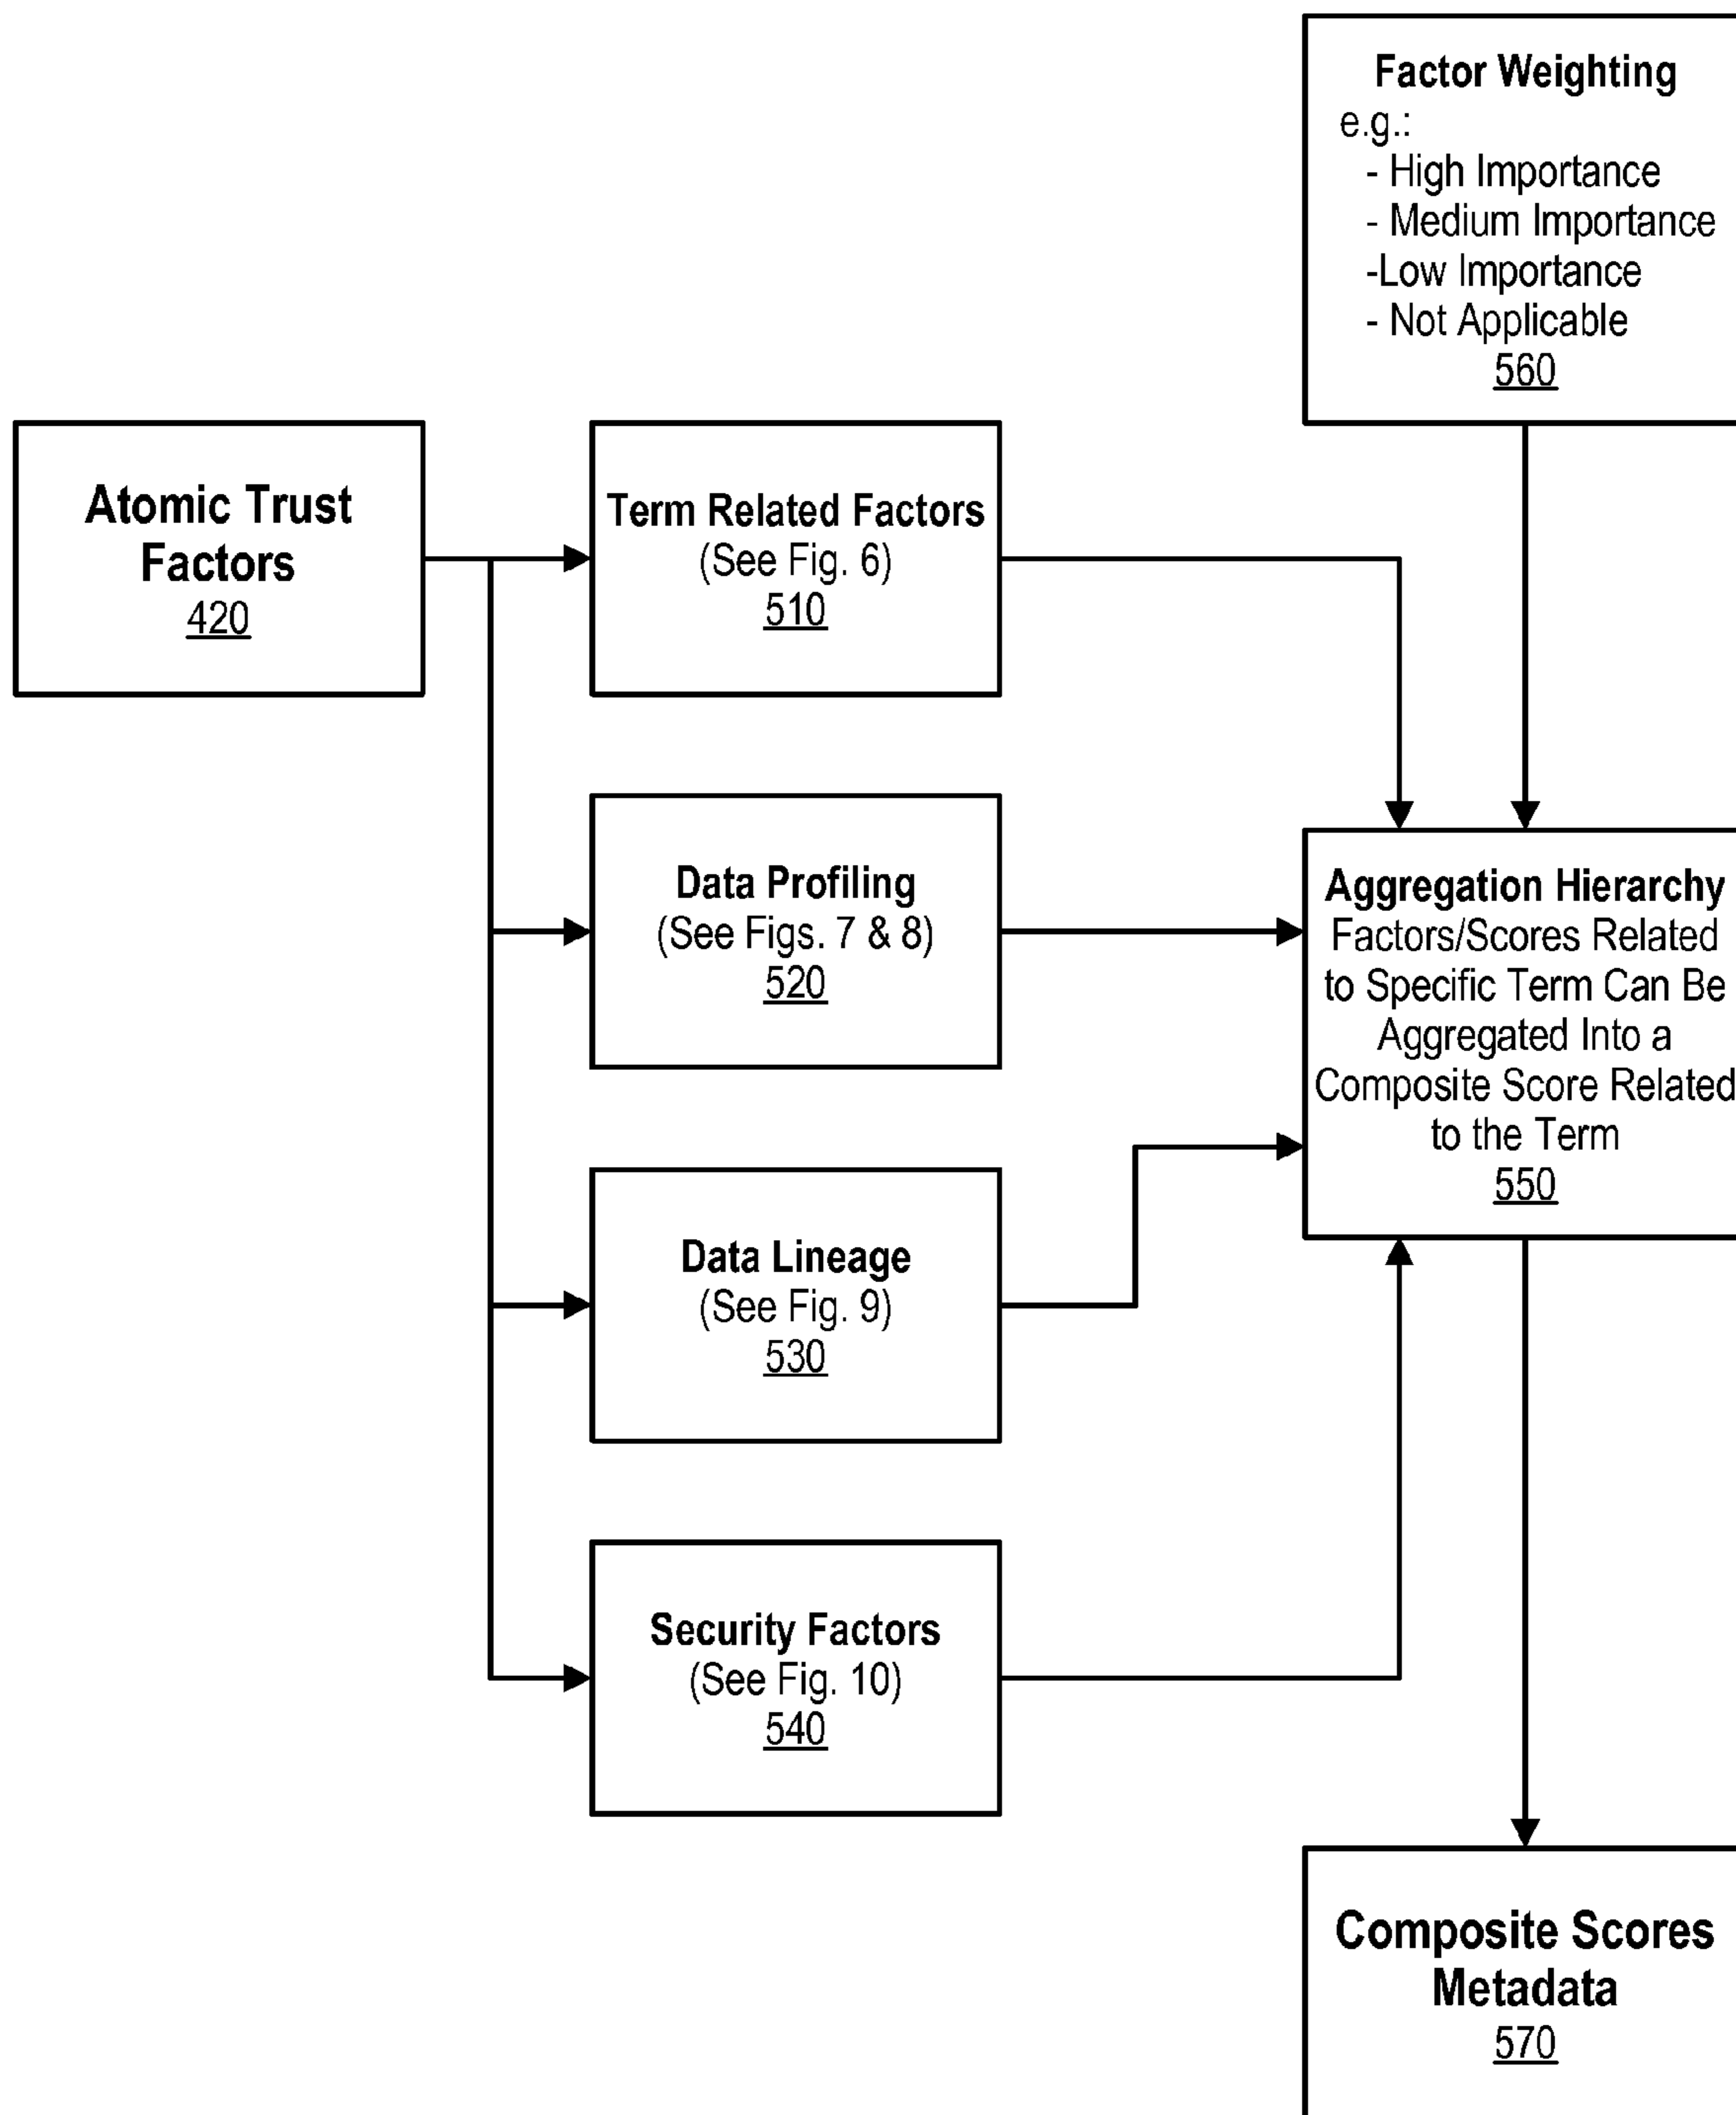 Factor Weighting
e.g.:
- High Importance
- Medium Importance
-Low Importance
- Not Applicable
560
Atomic Trust
Factors
420
Term Related Factors
(See Fig. 6)
510
Data Profiling
(See Figs. 7 & 8)
520
Aggregation Hierarchy
Factors/Scores Related
to Specific Term Can Be
Aggregated Into a
Composite Score Related
to the Term
550
Data Lineage
(See Fig. 9)
530
Security Factors
(See Fig. 10)
540
Composite Scores
Metadata
570